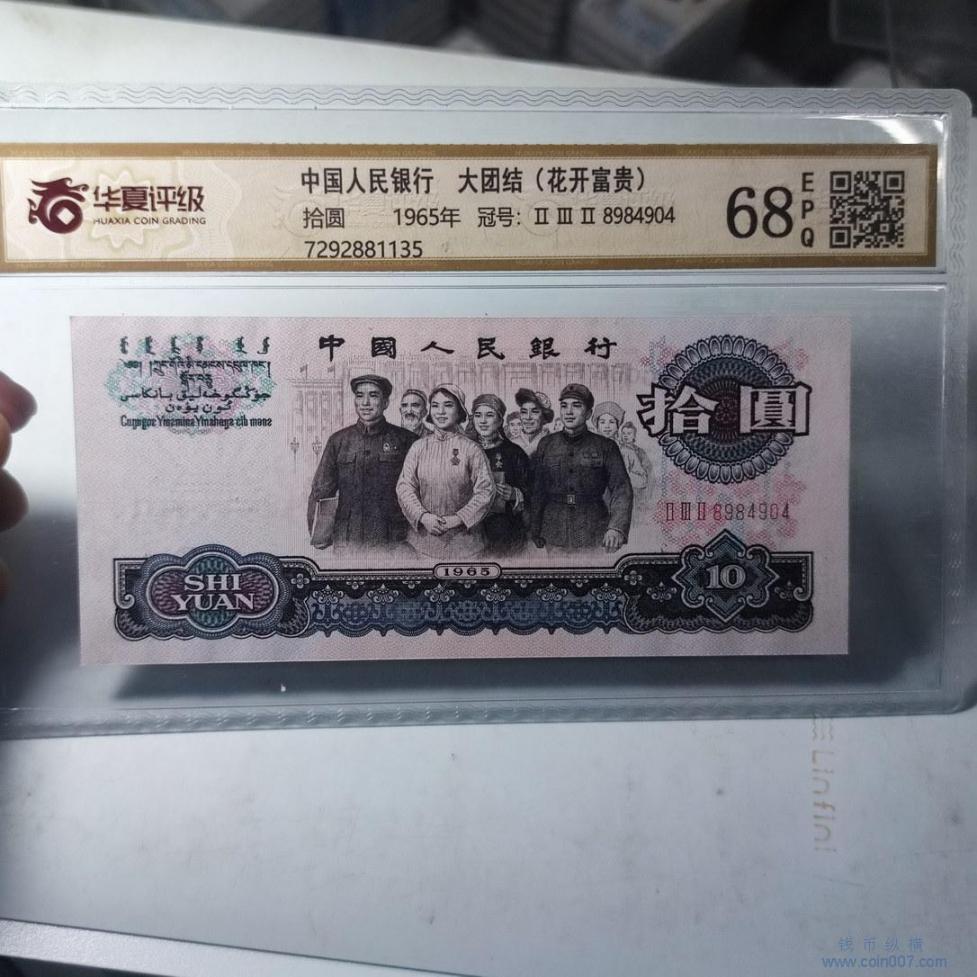 华夏评级
HUAXIA COIN GRADING
中国人民银行 大团结（花开富贵）
拾圆 1965年 冠号: II III II 8984904
7292881135
68
EPQ
中國人民銀行
拾圓
II III II 8984904
1965
SHI
YUAN
10
钱币纵横
www.coin007.com